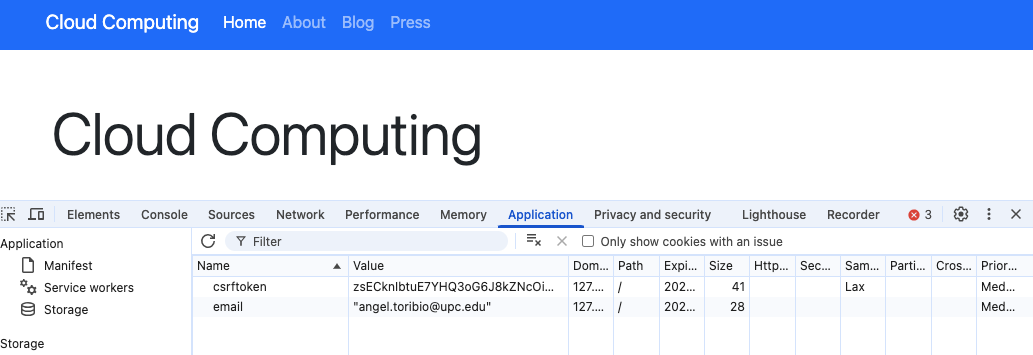 Cloud Computing Home About Blog Press
Cloud Computing
Elements Console Sources Network Performance Memory Application Privacy and security Lighthouse Recorder 3
Application
Filter
Only show cookies with an issue
Manifest
Service workers
Storage
Storage
Name Value Dom... Path Expi... Size Http... Sec... Sam... Parti... Cros... Prior...
csrftoken zsECknIbtuE7YHQ3oG6J8kZNcOi... 127.... / 202... 41 Lax Med...
email "angel.toribio@upc.edu" 127.... / 202... 28 Med...